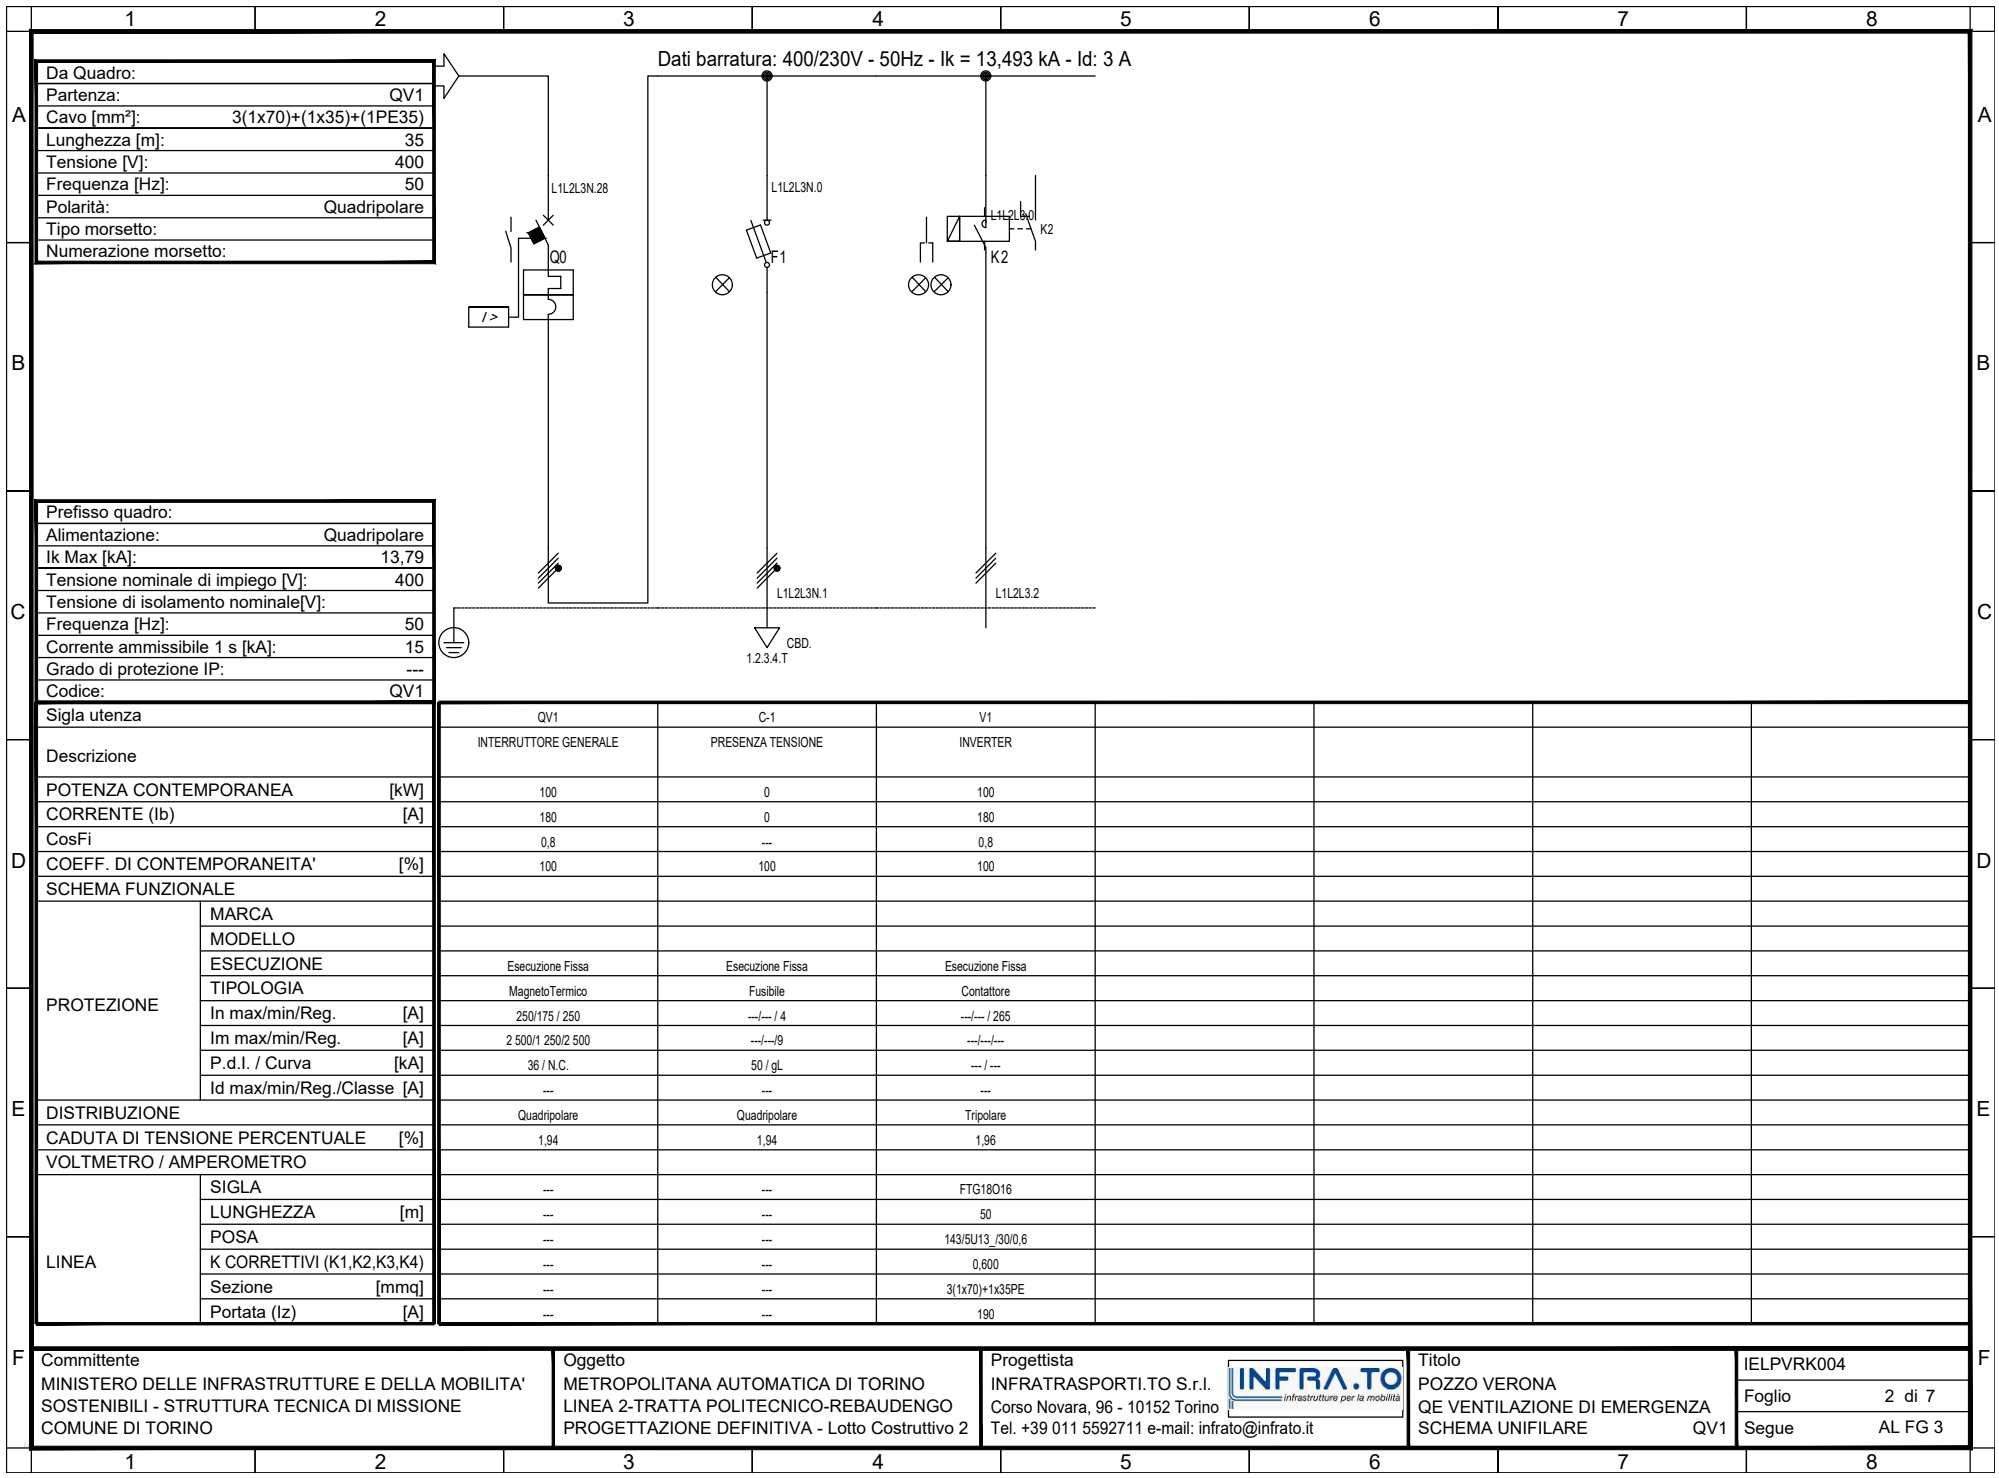 1 2 3 4 5 6 7 8
A A
B B
C C
D D
E E
F F
Dati barratura: 400/230V - 50Hz - Ik = 13,493 kA - Id: 3 A
Da Quadro:
Partenza: QV1
Cavo [mm²]: 3(1x70)+(1x35)+(1PE35)
Lunghezza [m]: 35
Tensione [V]: 400
Frequenza [Hz]: 50
Polarità: Quadripolare
Tipo morsetto:
Numerazione morsetto:
L1L2L3N.28
L1L2L3N.0
L1L2L3.0
K2
Q0
F1
K2
I >
Prefisso quadro:
Alimentazione: Quadripolare
Ik Max [kA]: 13,79
Tensione nominale di impiego [V]: 400
Tensione di isolamento nominale[V]:
Frequenza [Hz]: 50
Corrente ammissibile 1 s [kA]: 15
Grado di protezione IP: ---
Codice: QV1
L1L2L3N.1
L1L2L3.2
CBD.
1.2.3.4.T
Sigla utenza QV1 C-1 V1
Descrizione INTERRUTTORE GENERALE PRESENZA TENSIONE INVERTER
POTENZA CONTEMPORANEA [kW] 100 0 100
CORRENTE (Ib) [A] 180 0 180
CosFi 0,8 --- 0,8
COEFF. DI CONTEMPORANEITA' [%] 100 100 100
SCHEMA FUNZIONALE
PROTEZIONE
MARCA
MODELLO
ESECUZIONE Esecuzione Fissa Esecuzione Fissa Esecuzione Fissa
TIPOLOGIA MagnetoTermico Fusibile Contattore
In max/min/Reg. [A] 250/175 / 250 ---/--- / 4 ---/--- / 265
Im max/min/Reg. [A] 2 500/1 250/2 500 ---/---/9 ---/---/---
P.d.I. / Curva [kA] 36 / N.C. 50 / gL --- / ---
Id max/min/Reg./Classe [A] --- --- ---
DISTRIBUZIONE Quadripolare Quadripolare Tripolare
CADUTA DI TENSIONE PERCENTUALE [%] 1,94 1,94 1,96
VOLTMETRO / AMPEROMETRO
LINEA
SIGLA --- --- FTG18O16
LUNGHEZZA [m] --- --- 50
POSA --- --- 143/5U13_/30/0,6
K CORRETTIVI (K1,K2,K3,K4) --- --- 0,600
Sezione [mmq] --- --- 3(1x70)+1x35PE
Portata (Iz) [A] --- --- 190
Committente
MINISTERO DELLE INFRASTRUTTURE E DELLA MOBILITA'
SOSTENIBILI - STRUTTURA TECNICA DI MISSIONE
COMUNE DI TORINO
Oggetto
METROPOLITANA AUTOMATICA DI TORINO
LINEA 2-TRATTA POLITECNICO-REBAUDENGO
PROGETTAZIONE DEFINITIVA - Lotto Costruttivo 2
Progettista
INFRATRASPORTI.TO S.r.l.
Corso Novara, 96 - 10152 Torino
Tel. +39 011 5592711 e-mail: infrato@infrato.it
INFRA.TO
infrastrutture per la mobilità
Titolo
POZZO VERONA
QE VENTILAZIONE DI EMERGENZA
SCHEMA UNIFILARE QV1
IELPVRK004
Foglio 2 di 7
Segue AL FG 3
1 2 3 4 5 6 7 8